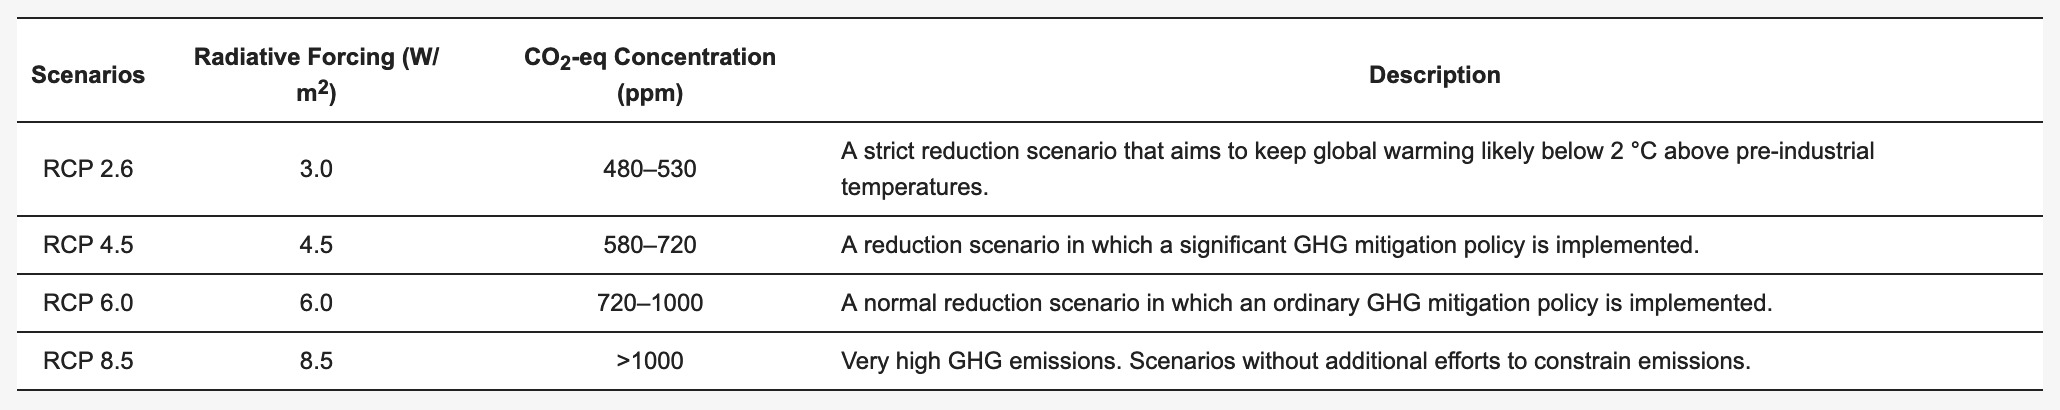 Scenarios Radiative Forcing (W/ CO2-eq Concentration Description
m2) (ppm)
RCP 2.6 3.0 480–530 A strict reduction scenario that aims to keep global warming likely below 2 °C above pre-industrial
temperatures.
RCP 4.5 4.5 580–720 A reduction scenario in which a significant GHG mitigation policy is implemented.
RCP 6.0 6.0 720–1000 A normal reduction scenario in which an ordinary GHG mitigation policy is implemented.
RCP 8.5 8.5 >1000 Very high GHG emissions. Scenarios without additional efforts to constrain emissions.